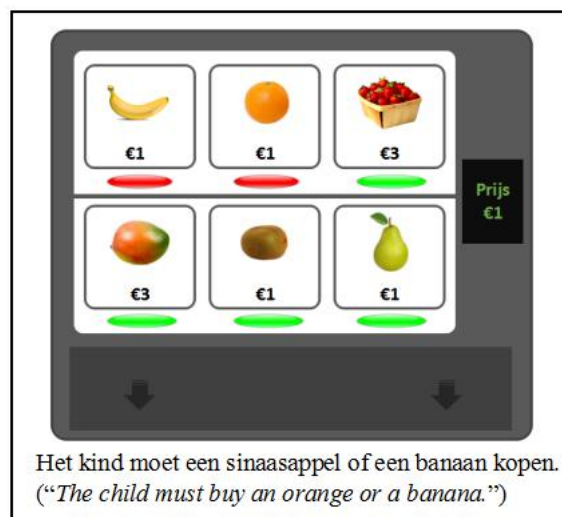 €1 €1 €3
Prijs
€1
€3 €1 €1
Het kind moet een sinaasappel of een banaan kopen.
(“The child must buy an orange or a banana.”)